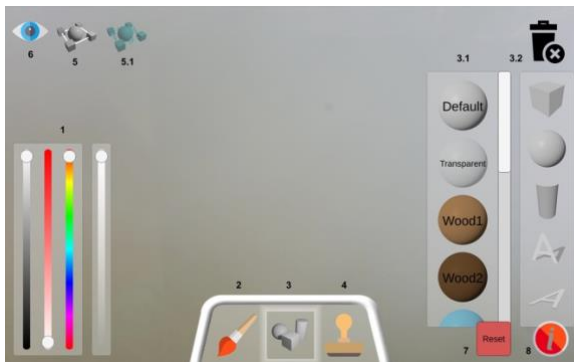 6
5
5.1
3.1
3.2
1
Default
Transparent
Wood1
Wood2
2
3
4
7
Reset
8